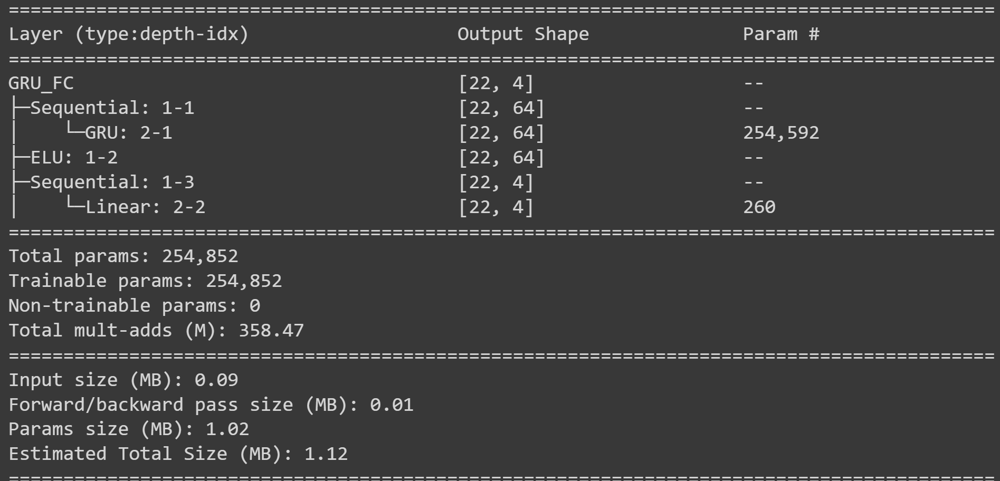 ==========================================================================================
Layer (type:depth-idx)                   Output Shape              Param #
==========================================================================================
GRU_FC                                   [22, 4]                   --
├─Sequential: 1-1                        [22, 64]                  --
│    └─GRU: 2-1                          [22, 64]                  254,592
├─ELU: 1-2                               [22, 64]                  --
├─Sequential: 1-3                        [22, 4]                   --
│    └─Linear: 2-2                       [22, 4]                   260
==========================================================================================
Total params: 254,852
Trainable params: 254,852
Non-trainable params: 0
Total mult-adds (M): 358.47
==========================================================================================
Input size (MB): 0.09
Forward/backward pass size (MB): 0.01
Params size (MB): 1.02
Estimated Total Size (MB): 1.12
==========================================================================================